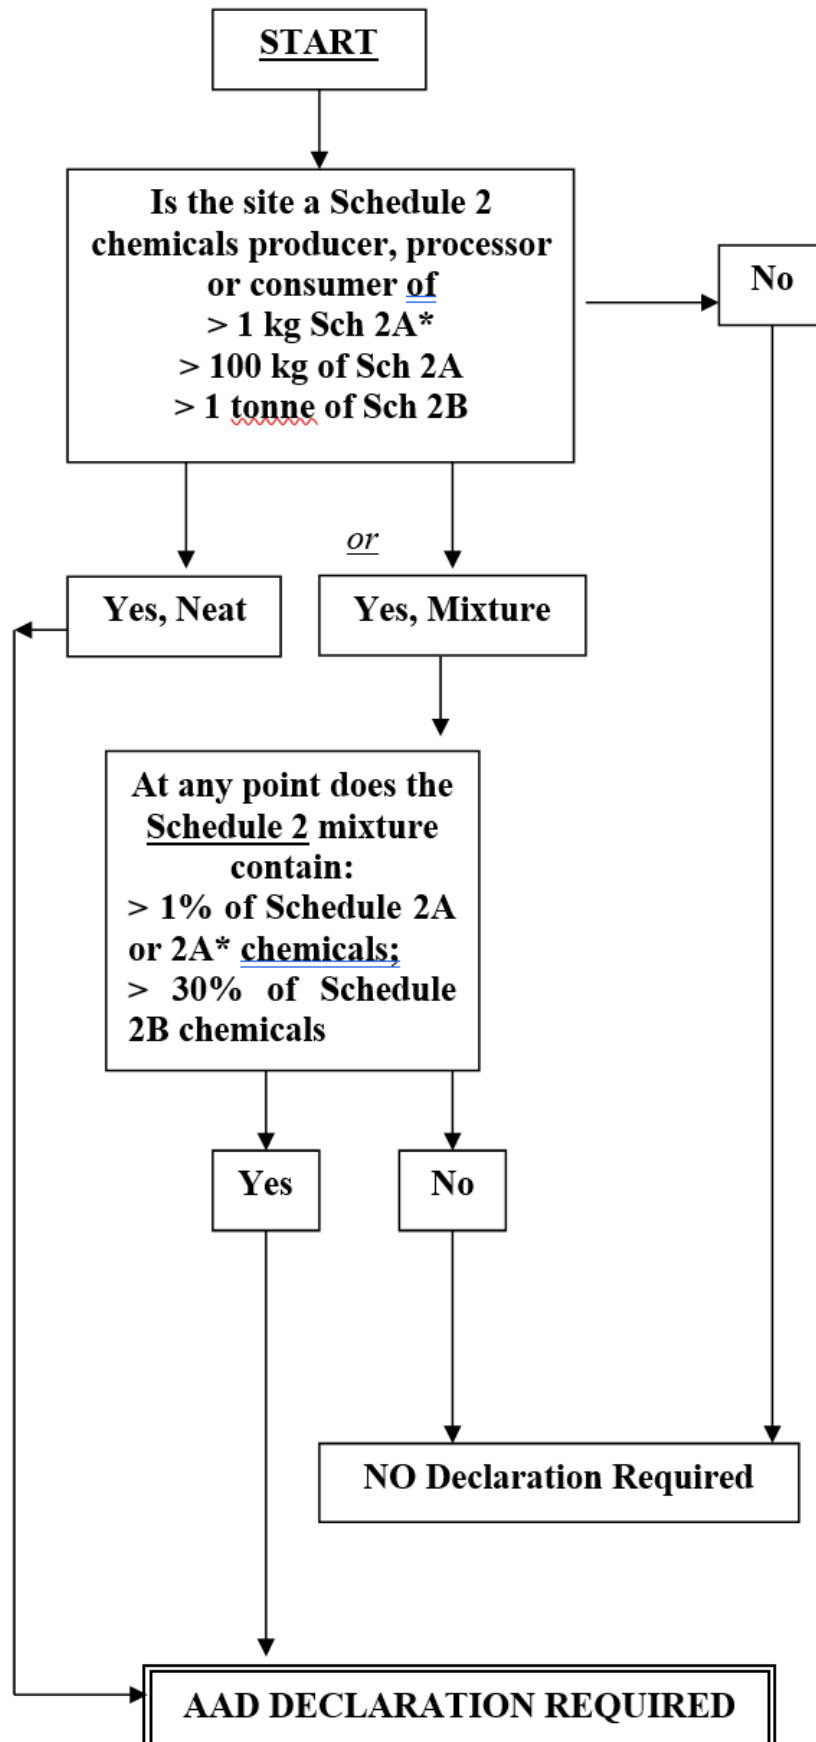 START
Is the site a Schedule 2
chemicals producer, processor
or consumer of
> 1 kg Sch 2A*
> 100 kg of Sch 2A
> 1 tonne of Sch 2B
No
or
Yes, Neat
Yes, Mixture
At any point does the
Schedule 2 mixture
contain:
> 1% of Schedule 2A
or 2A* chemicals;
> 30% of Schedule
2B chemicals
Yes
No
NO Declaration Required
AAD DECLARATION REQUIRED